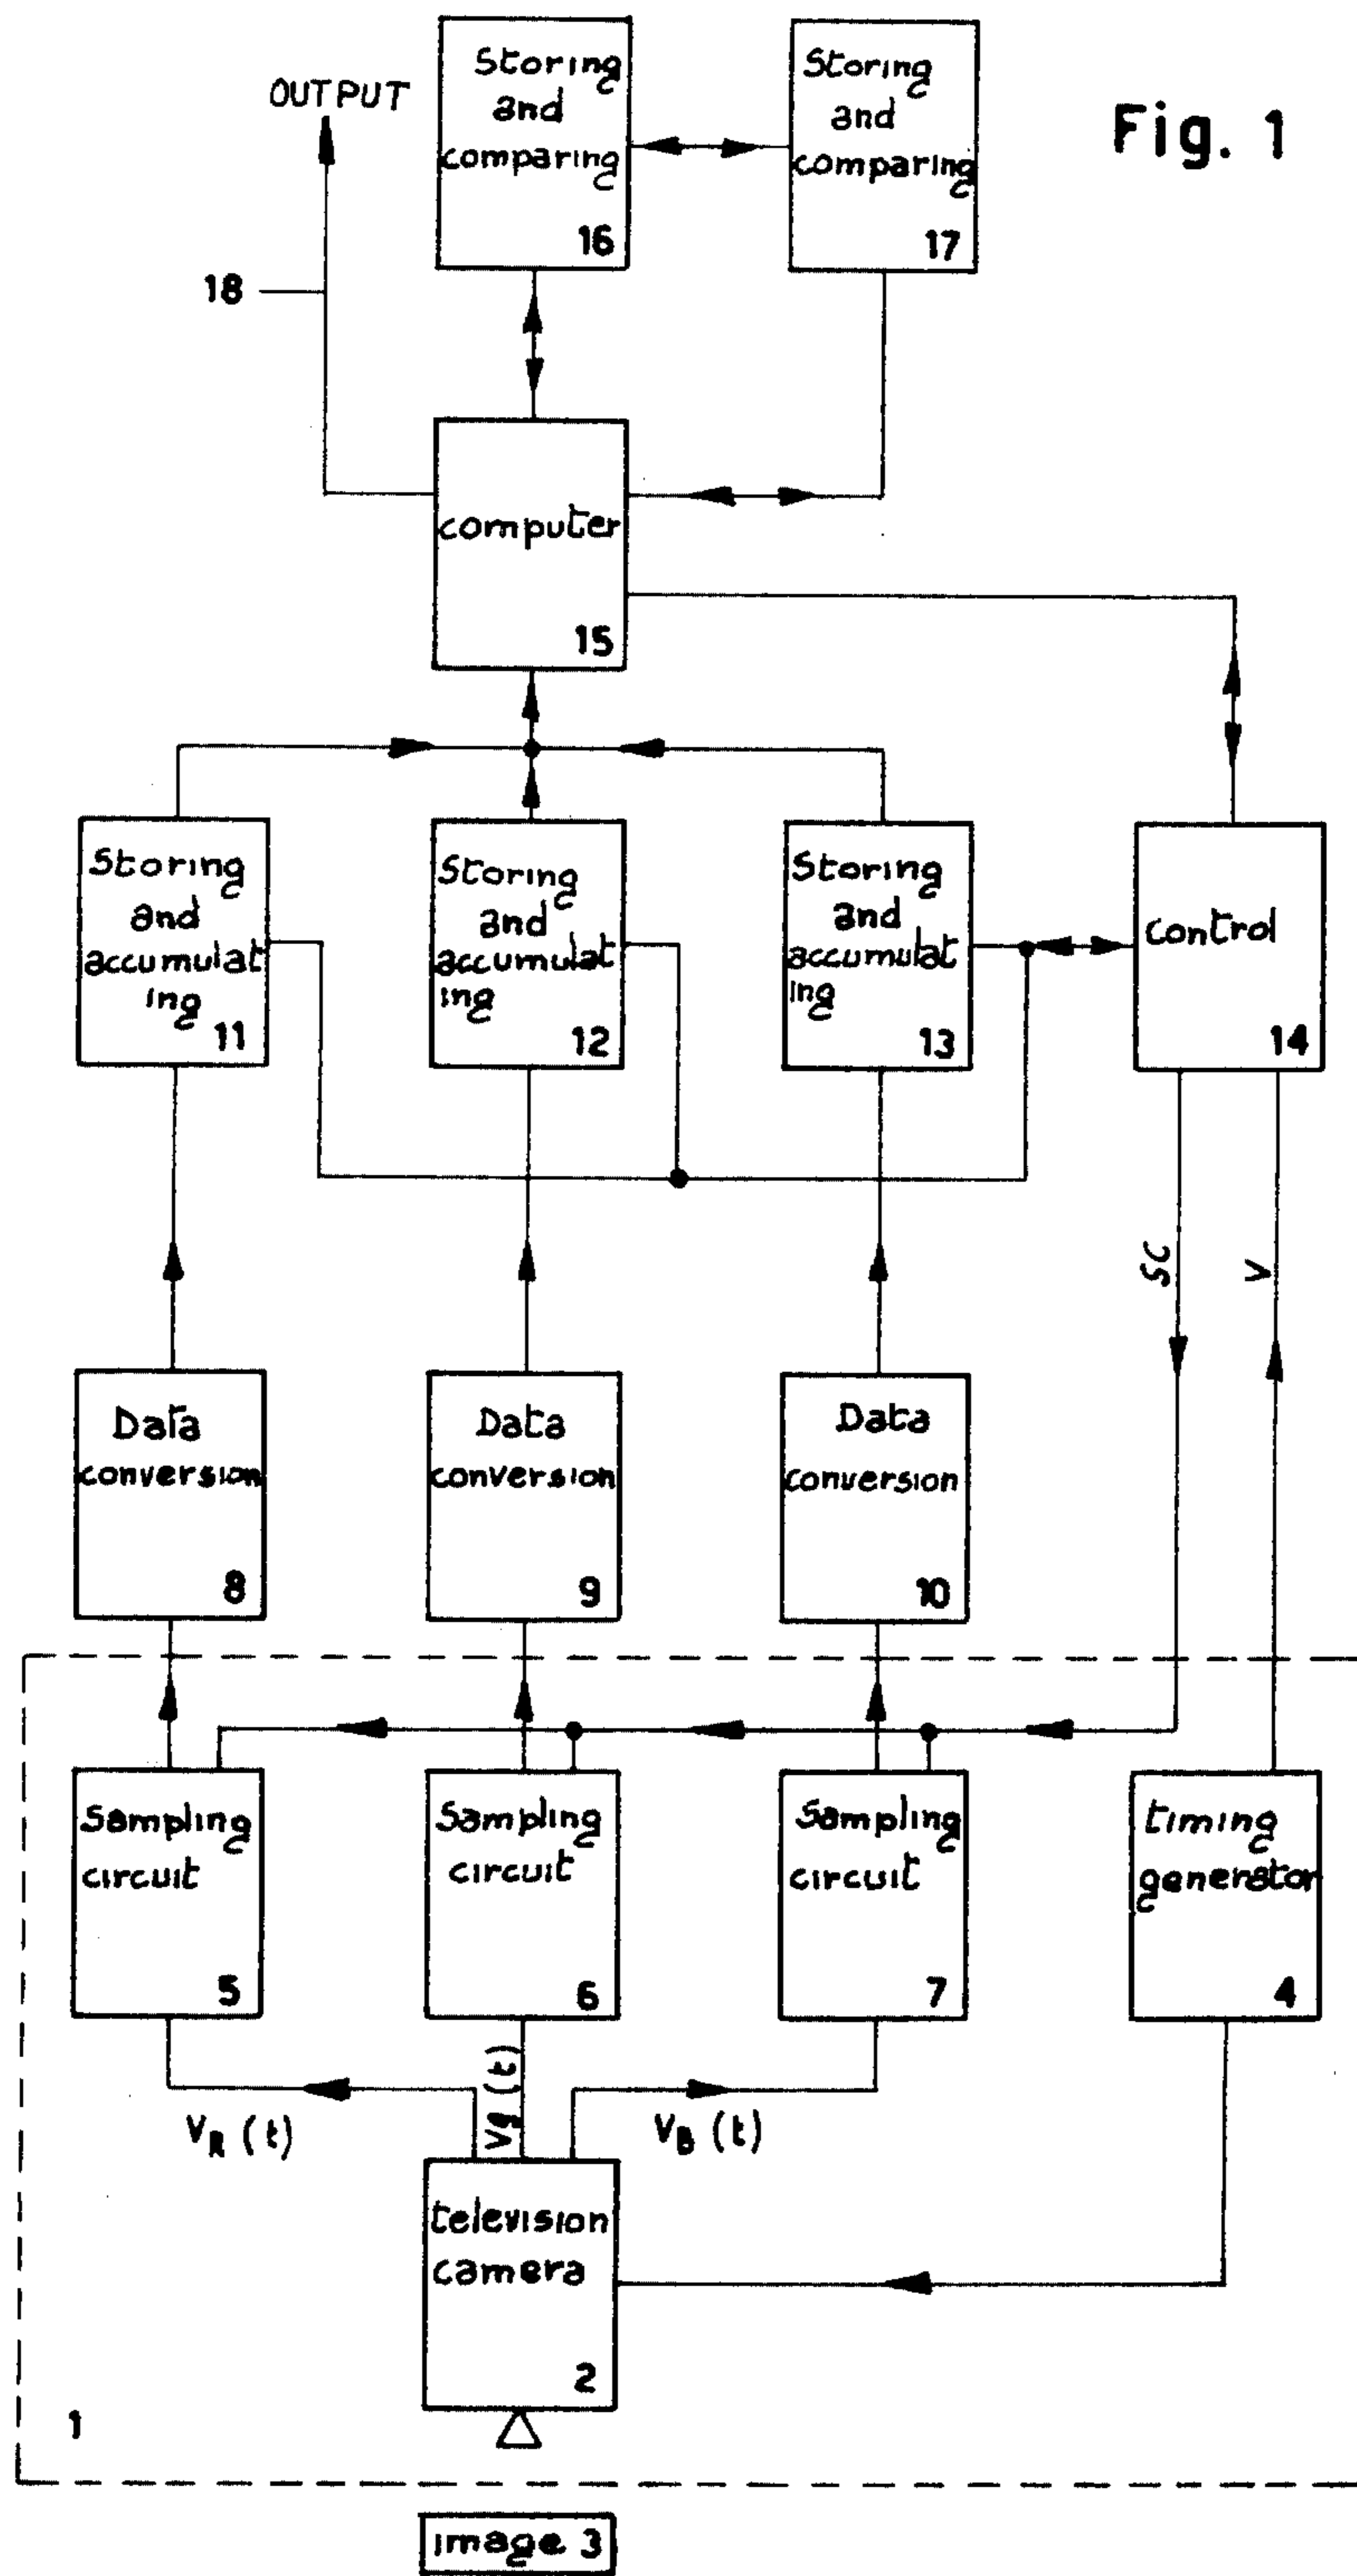 Fig. 1
OUTPUT
Storing
and
comparing
16
Storing
and
comparing
17
18
computer
15
Storing
and
accumulat
ing
11
Storing
and
accumulat
ing
12
Storing
and
accumulat
ing
13
control
14
SC
V
Data
conversion
8
Data
conversion
9
Data
conversion
10
Sampling
circuit
5
Sampling
circuit
6
Sampling
circuit
7
timing
generator
4
VR (t)
Vg (t)
VB (t)
television
camera
2
1
image 3